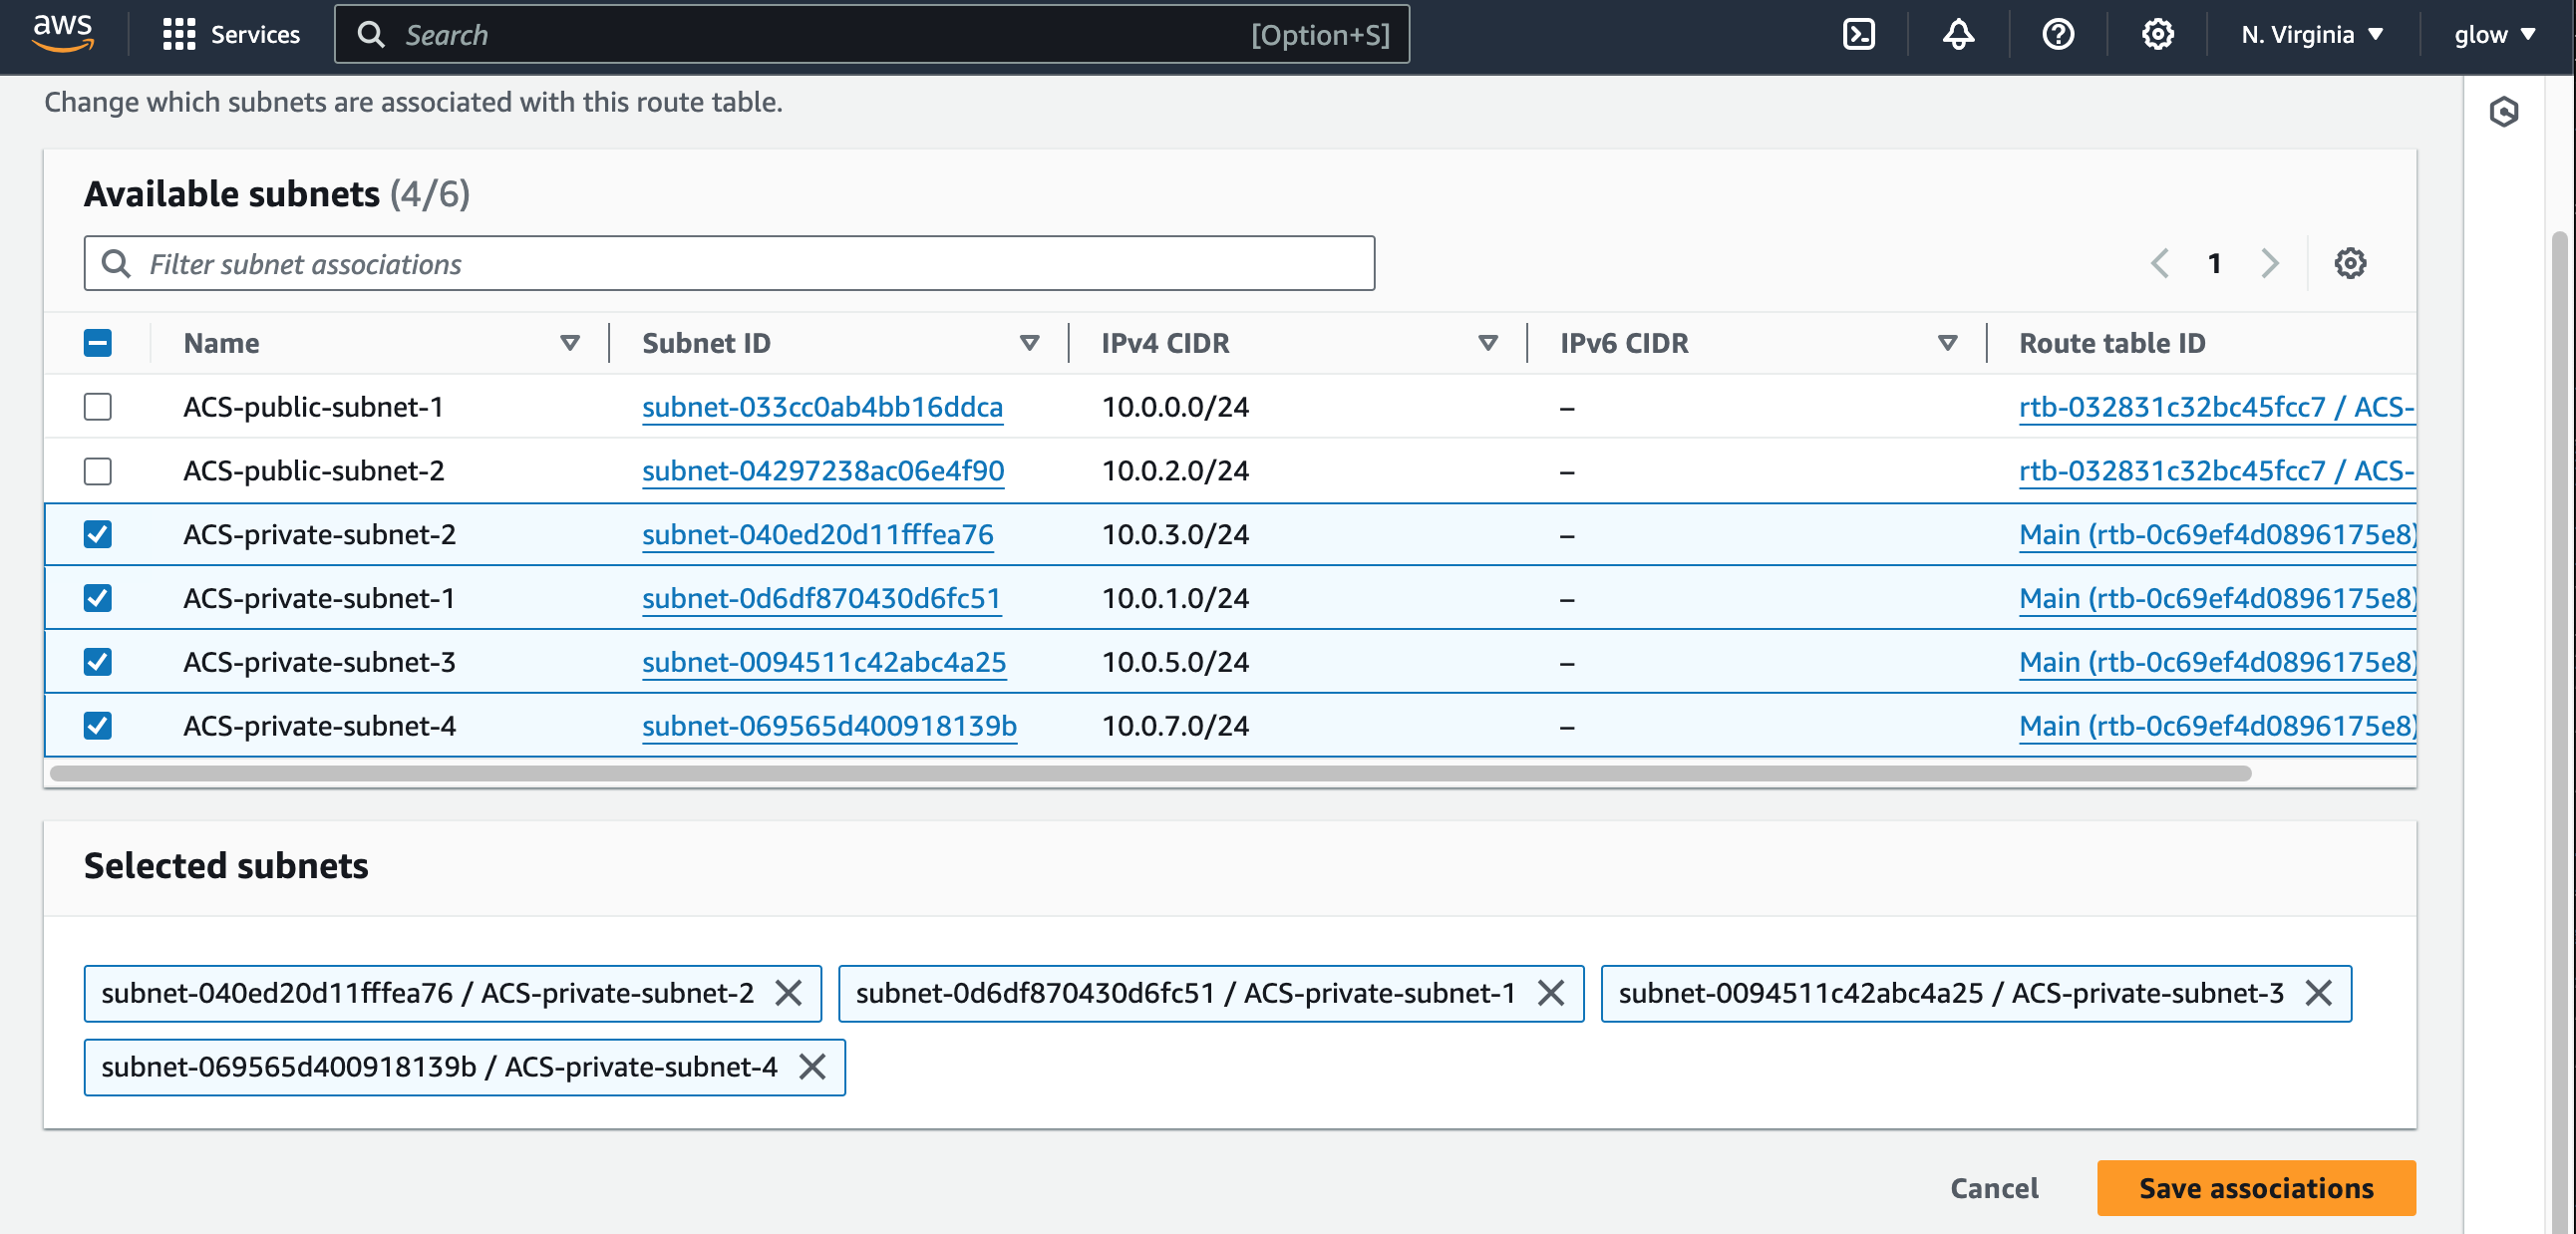 aws Services Search [Option+S] N. Virginia glow
Change which subnets are associated with this route table.
Available subnets (4/6)
Filter subnet associations 1
Name Subnet ID IPv4 CIDR IPv6 CIDR Route table ID
ACS-public-subnet-1 subnet-033cc0ab4bb16ddca 10.0.0.0/24 – rtb-032831c32bc45fcc7 / ACS-
ACS-public-subnet-2 subnet-04297238ac06e4f90 10.0.2.0/24 – rtb-032831c32bc45fcc7 / ACS-
ACS-private-subnet-2 subnet-040ed20d11fffea76 10.0.3.0/24 – Main (rtb-0c69ef4d0896175e8)
ACS-private-subnet-1 subnet-0d6df870430d6fc51 10.0.1.0/24 – Main (rtb-0c69ef4d0896175e8)
ACS-private-subnet-3 subnet-0094511c42abc4a25 10.0.5.0/24 – Main (rtb-0c69ef4d0896175e8)
ACS-private-subnet-4 subnet-069565d400918139b 10.0.7.0/24 – Main (rtb-0c69ef4d0896175e8)
Selected subnets
subnet-040ed20d11fffea76 / ACS-private-subnet-2 subnet-0d6df870430d6fc51 / ACS-private-subnet-1 subnet-0094511c42abc4a25 / ACS-private-subnet-3
subnet-069565d400918139b / ACS-private-subnet-4
Cancel Save associations